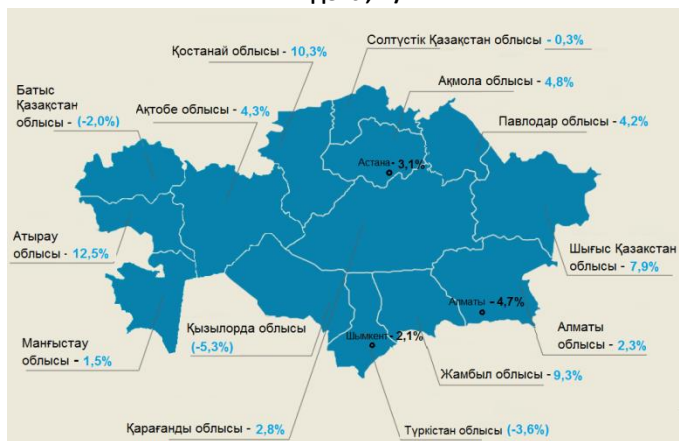 Солтүстік Қазақстан облысы - 0,3%
Қостанай облысы - 10,3%
Ақмола облысы - 4,8%
Батыс
Қазақстан
облысы - (-2,0%)
Ақтобе облысы - 4,3%
Павлодар облысы - 4,2%
Астана - 3,1%
Атырау
облысы - 12,5%
Шығыс Қазакстан
облысы - 7,9%
Алматы - 4,7%
Қызылорда облысы
(-5,3%)
Шымкент - 2,1%
Манғыстау
облысы - 1,5%
Алматы
облысы - 2,3%
Жамбыл облысы - 9,3%
Қарағанды облысы - 2,8%
Түркістан облысы (-3,6%)